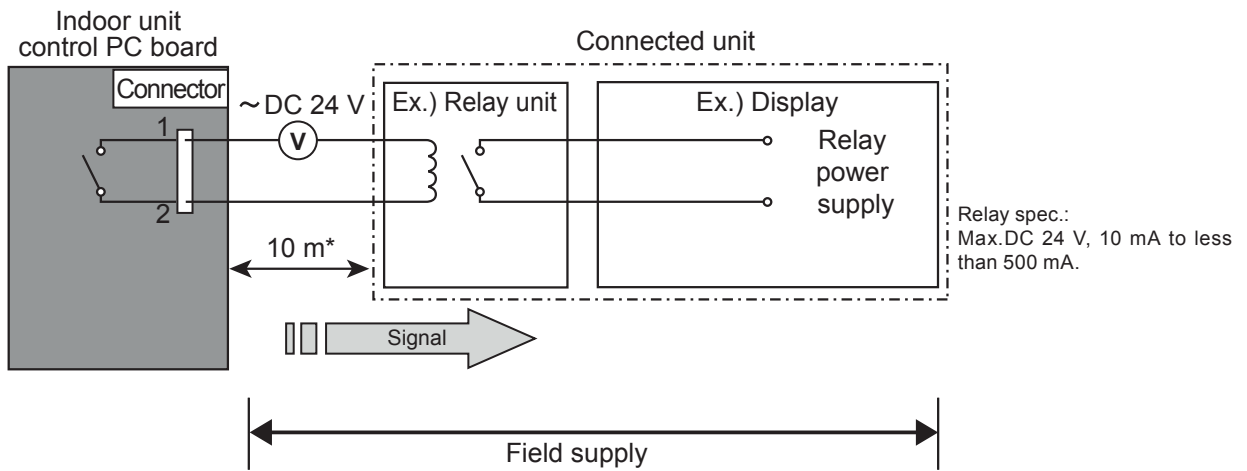 Indoor unit
control PC board
Connector
1
2
~DC 24 V
V
10 m*
Connected unit
Ex.) Relay unit
Ex.) Display
Relay
power
supply
Relay spec.:
Max.DC 24 V, 10 mA to less
than 500 mA.
Signal
Field supply